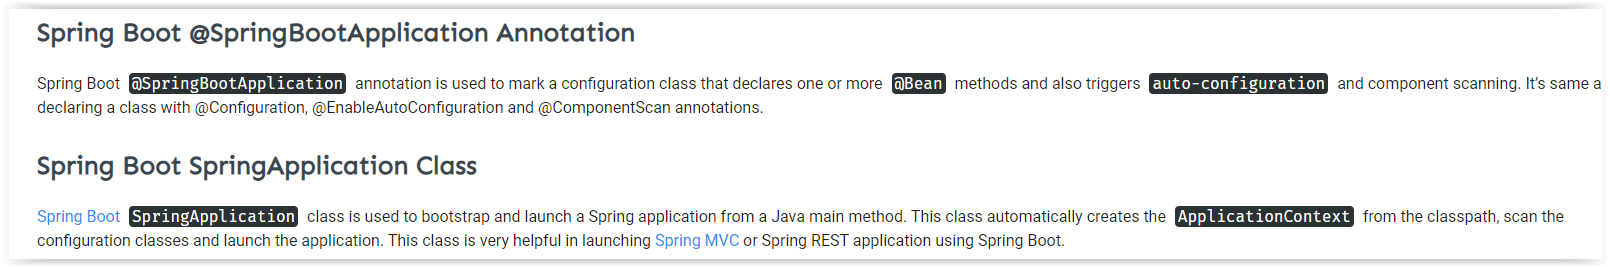 Spring Boot @SpringBootApplication Annotation
Spring Boot @SpringBootApplication annotation is used to mark a configuration class that declares one or more @Bean methods and also triggers auto-configuration and component scanning. It's same a
declaring a class with @Configuration, @EnableAutoConfiguration and @ComponentScan annotations.
Spring Boot SpringApplication Class
Spring Boot SpringApplication class is used to bootstrap and launch a Spring application from a Java main method. This class automatically creates the ApplicationContext from the classpath, scan the
configuration classes and launch the application. This class is very helpful in launching Spring MVC or Spring REST application using Spring Boot.